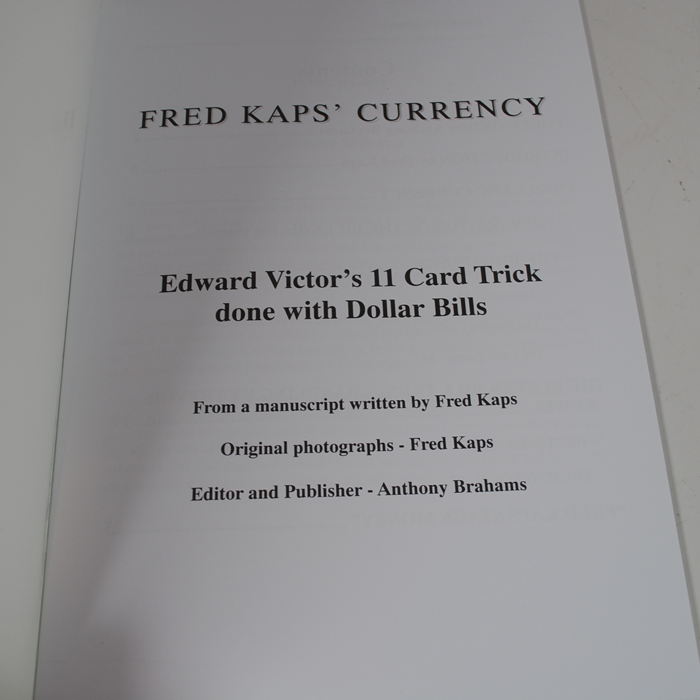 FRED KAPS' CURRENCY
Edward Victor's 11 Card Trick
done with Dollar Bills
From a manuscript written by Fred Kaps
Original photographs - Fred Kaps
Editor and Publisher - Anthony Brahams